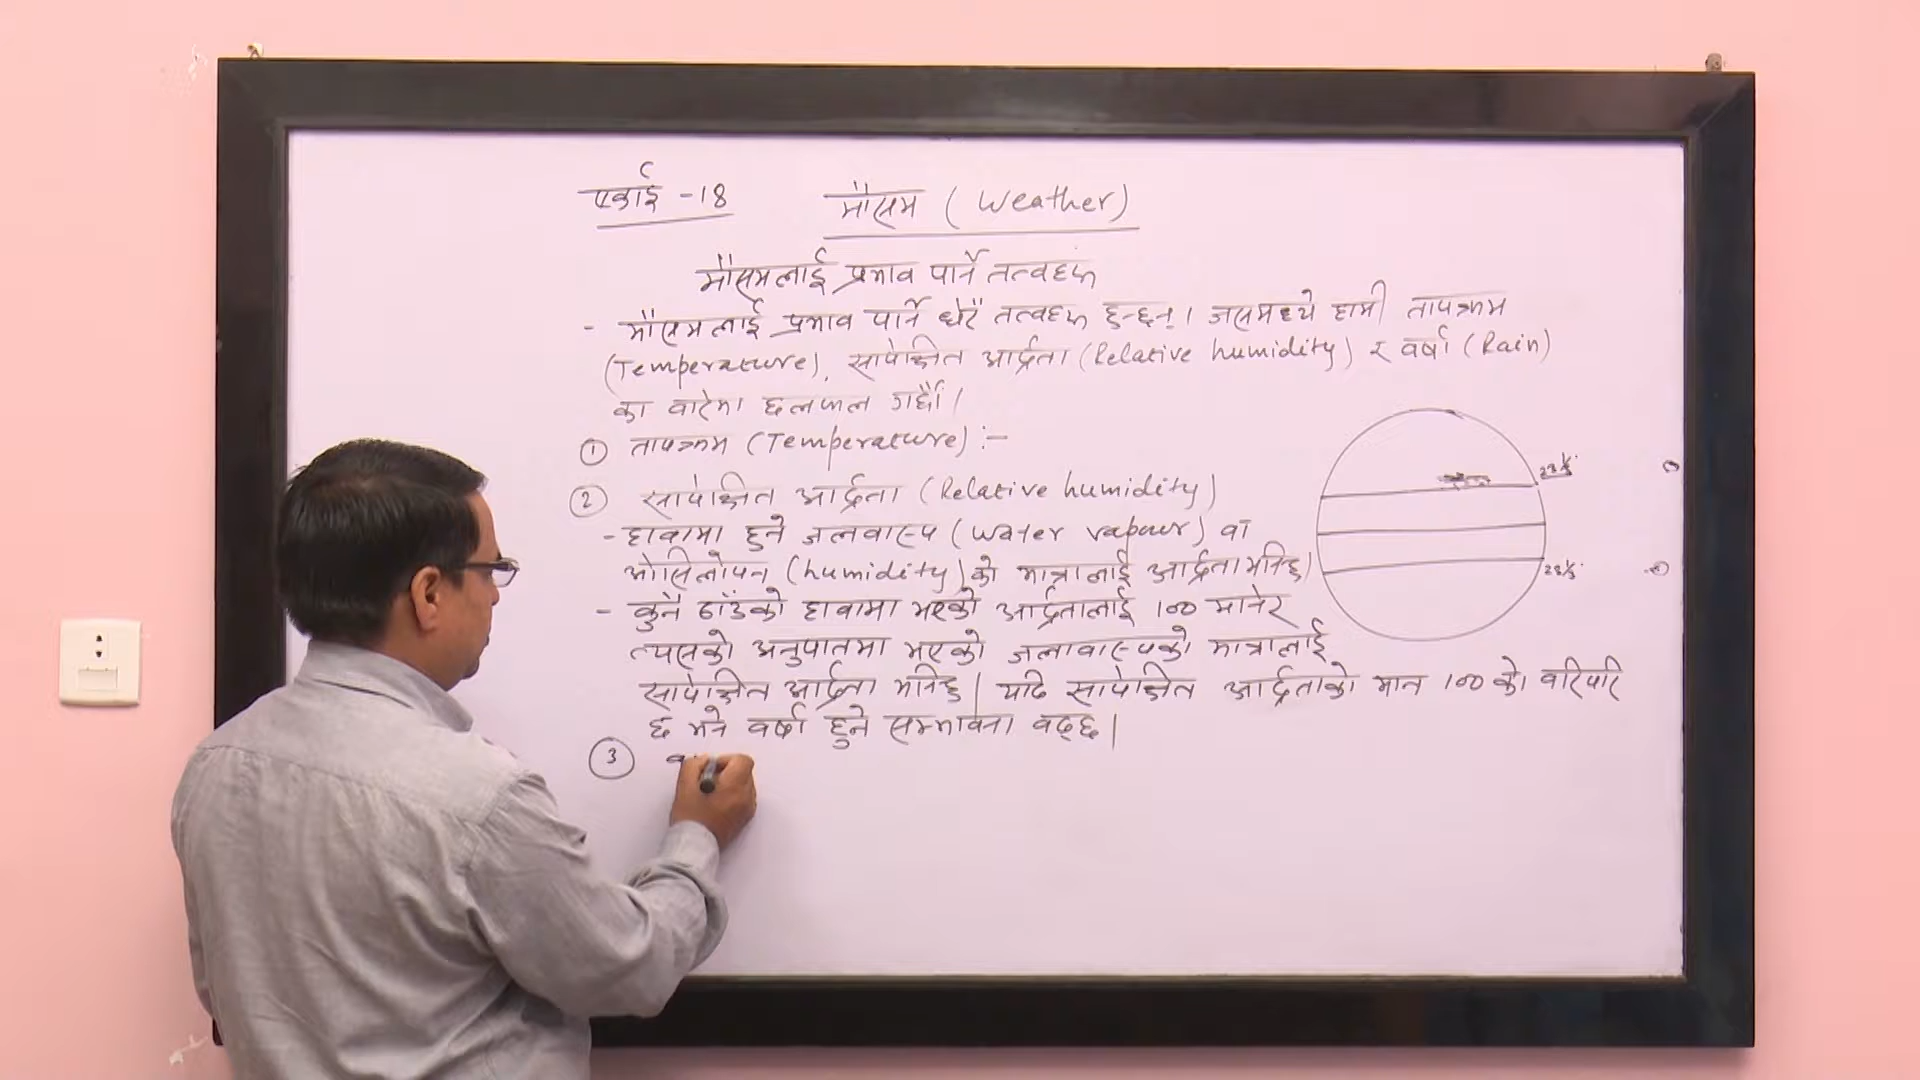 एकाई - 18 मौसम ( Weather )
मौसमलाई प्रभाव पार्ने तत्वहरू
- मौसमलाई प्रभाव पार्ने धेरै तत्वहरू हुन्छन् । जसमध्ये हामी तापक्रम
(Temperature), सापेक्षित आर्द्रता (Relative humidity) र वर्षा (Rain)
का बारेमा छलफल गर्छौं ।
① तापक्रम (Temperature) :-
② सापेक्षित आर्द्रता (Relative humidity)
- हावामा हुने जलवास्प (Water vapour) वा
ओसिलोपन (humidity) को मात्रालाई आर्द्रता भनिन्छ ।
- कुनै ठाउँको हावामा भएको आर्द्रतालाई 100 मानेर
त्यसको अनुपातमा भएको जलवास्पको मात्रालाई
सापेक्षित आर्द्रता भनिन्छ । यदि सापेक्षित आर्द्रताको मान 100 को वरिपरि
छ भने वर्षा हुने सम्भावना बढ्छ ।
③ व